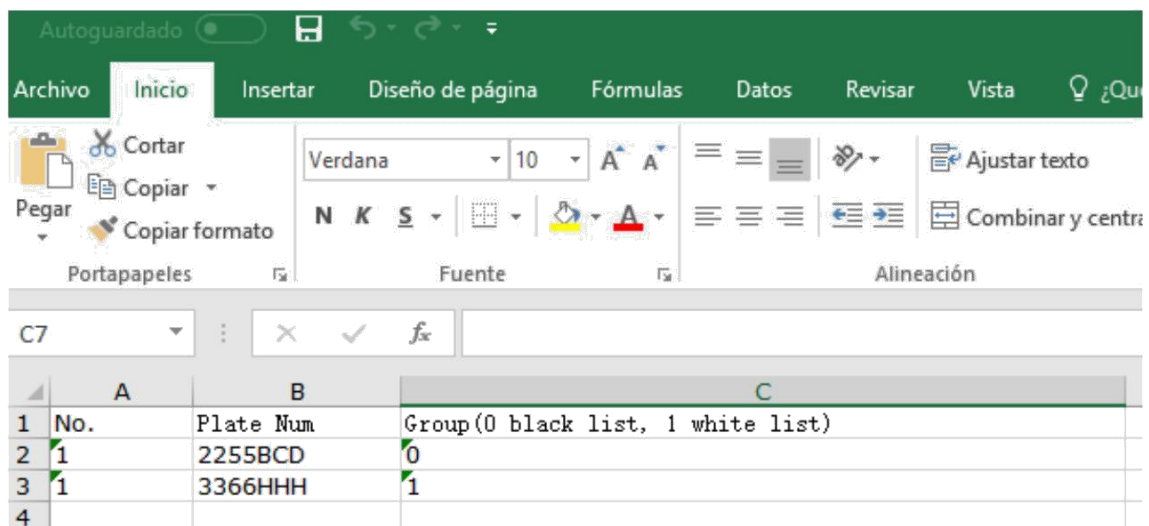 Autoguardado
Archivo Inicio Insertar Diseño de página Fórmulas Datos Revisar Vista
Cortar
Copiar
Copiar formato
Pegar
Verdana 10
N K S
Ajustar texto
Combinar y centra
Portapapeles Fuente Alineación
C7 fx
A B C
1 No. Plate Num Group(0 black list, 1 white list)
2 1 2255BCD 0
3 1 3366HHH 1
4